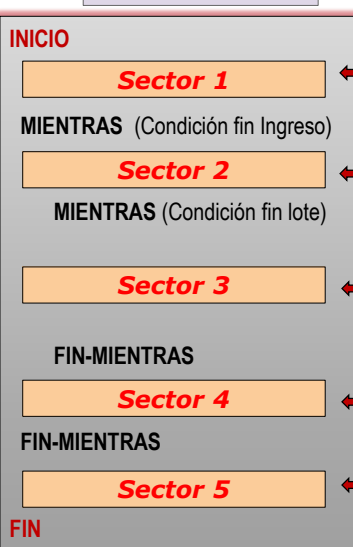 INICIO
Sector 1
MIENTRAS (Condición fin Ingreso)
Sector 2
MIENTRAS (Condición fin lote)
Sector 3
FIN-MIENTRAS
Sector 4
FIN-MIENTRAS
Sector 5
FIN